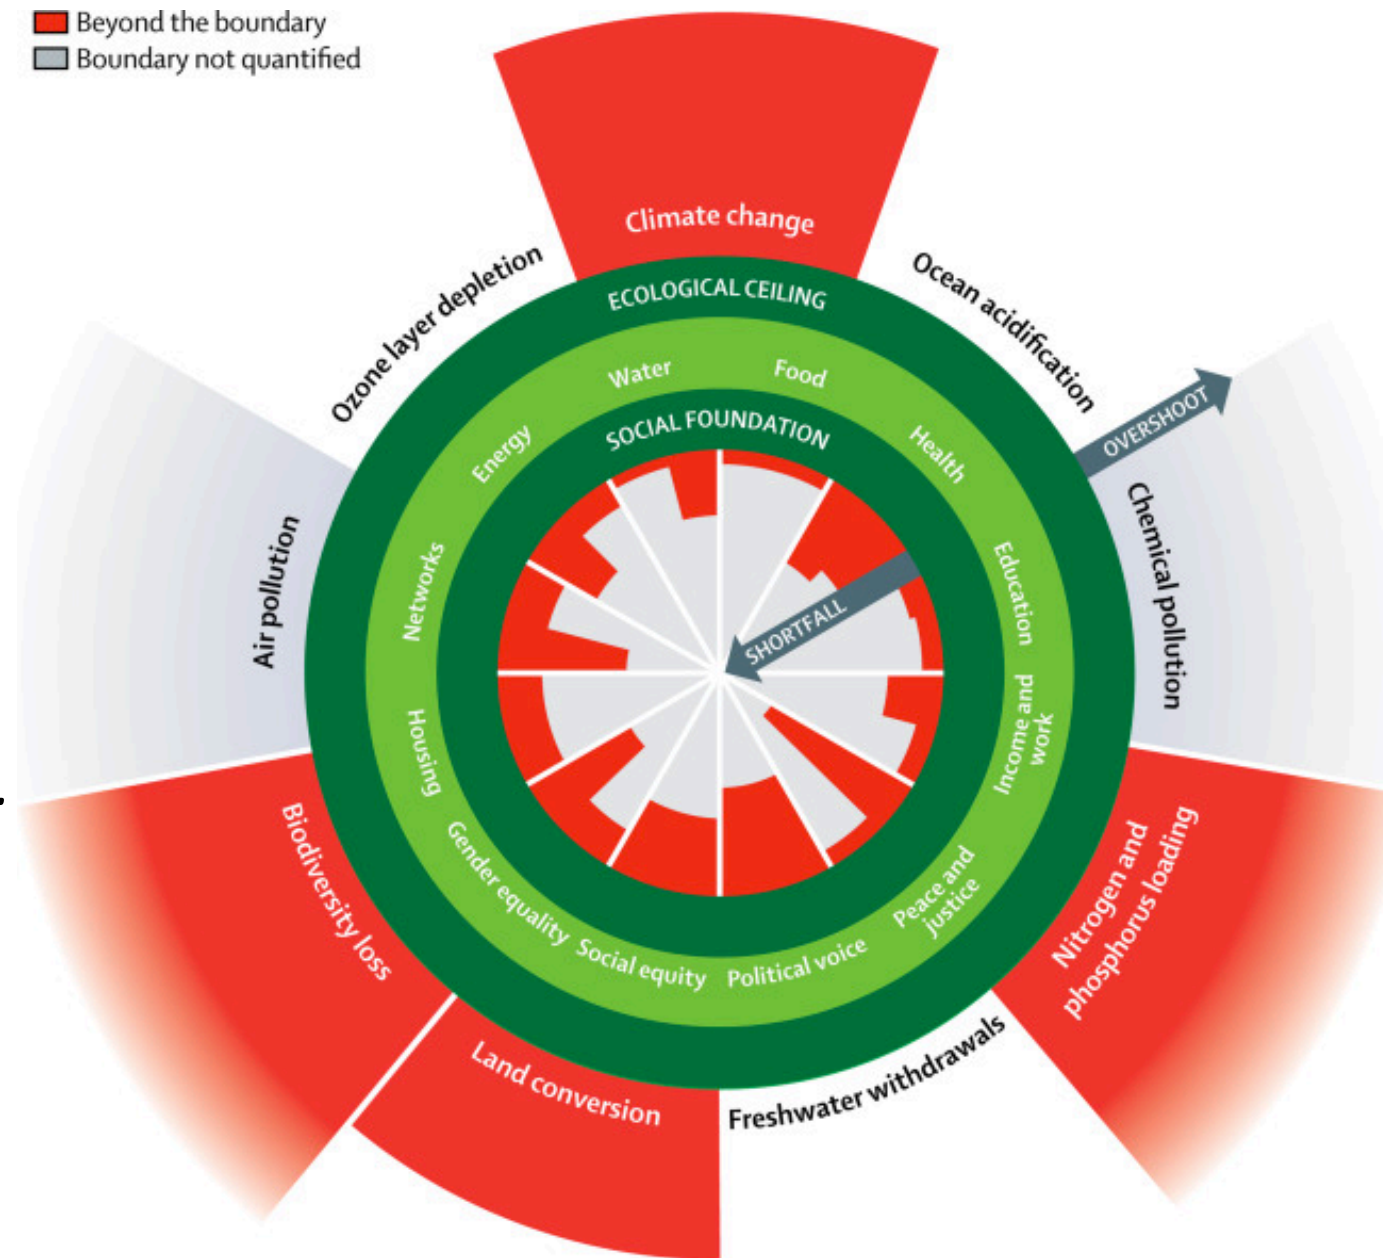 Beyond the boundary
Boundary not quantified
Climate change
ECOLOGICAL CEILING
Ozone layer depletion
Ocean acidification
Water
Food
SOCIAL FOUNDATION
Energy
Health
OVERSHOOT
Networks
Education
Air pollution
Chemical pollution
SHORTFALL
Housing
Income and
work
Gender equality
Peace and
justice
Social equity
Political voice
Biodiversity loss
Nitrogen and
phosphorus loading
Land conversion
Freshwater withdrawals